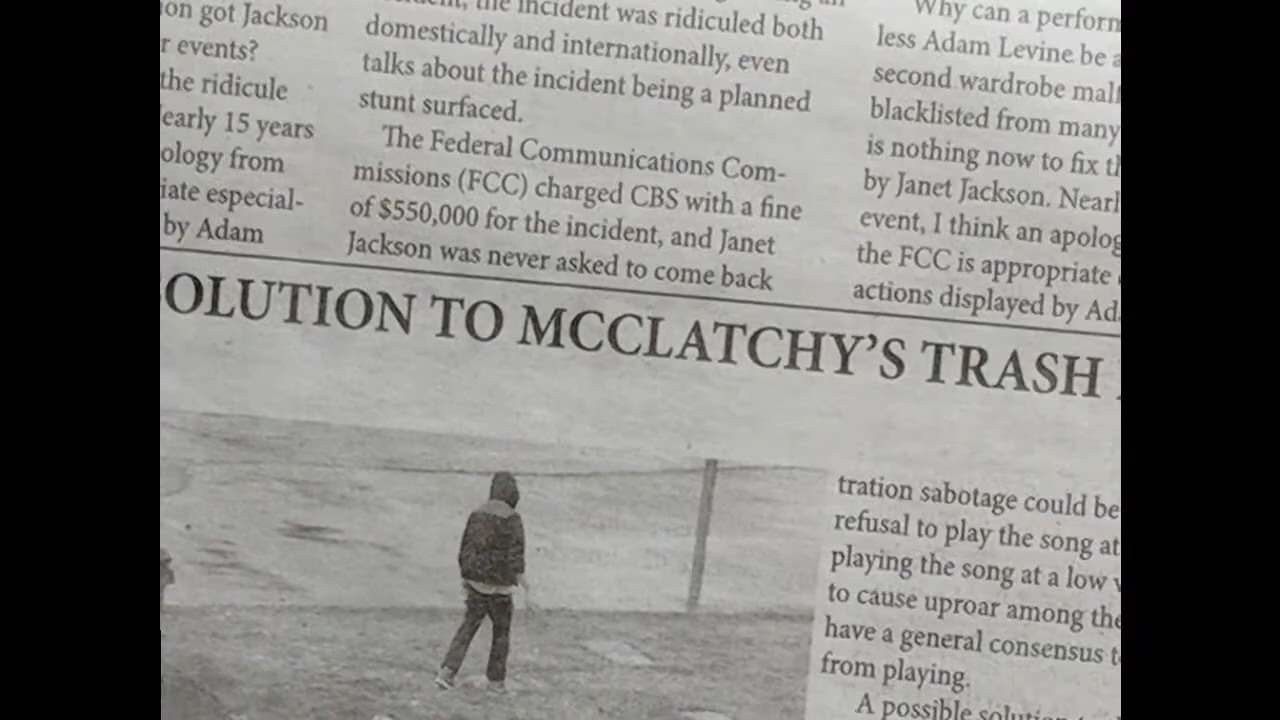 on got Jackson
r events?
the ridicule
early 15 years
ology from
iate especial-
by Adam
the incident was ridiculed both
domestically and internationally, even
talks about the incident being a planned
stunt surfaced.
The Federal Communications Com-
missions (FCC) charged CBS with a fine
of $550,000 for the incident, and Janet
Jackson was never asked to come back
Why can a perform
less Adam Levine be a
second wardrobe malf
blacklisted from many
is nothing now to fix th
by Janet Jackson. Nearl
event, I think an apolog
the FCC is appropriate
actions displayed by Ad
OLUTION TO MCCLATCHY'S TRASH
tration sabotage could be
refusal to play the song at
playing the song at a low v
to cause uproar among the
have a general consensus t
from playing.
A possible solution